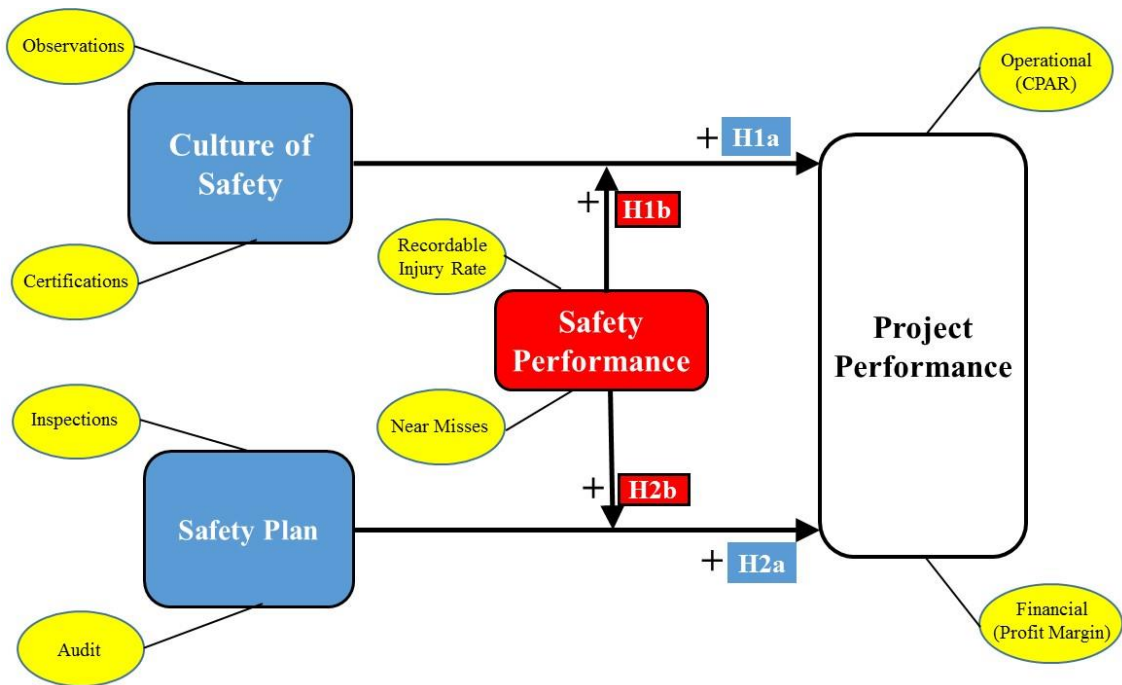 Observations
Operational
(CPAR)
Culture of
Safety
+ H1a
+ H1b
Certifications
Recordable
Injury Rate
Safety
Performance
Project
Performance
Inspections
Near Misses
+ H2b
Safety Plan
+ H2a
Audit
Financial
(Profit Margin)